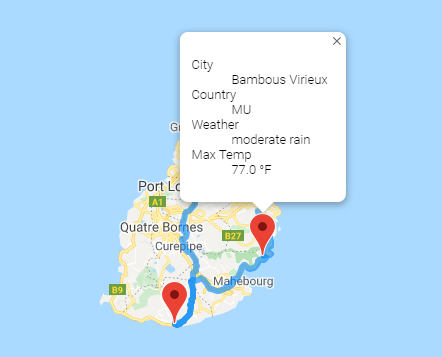 City
Bambous Virieux
Country
MU
Weather
moderate rain
Max Temp
77.0 °F
Port Lo
A1
Quatre Bornes
B27
Curepipe
Mahebourg
B9